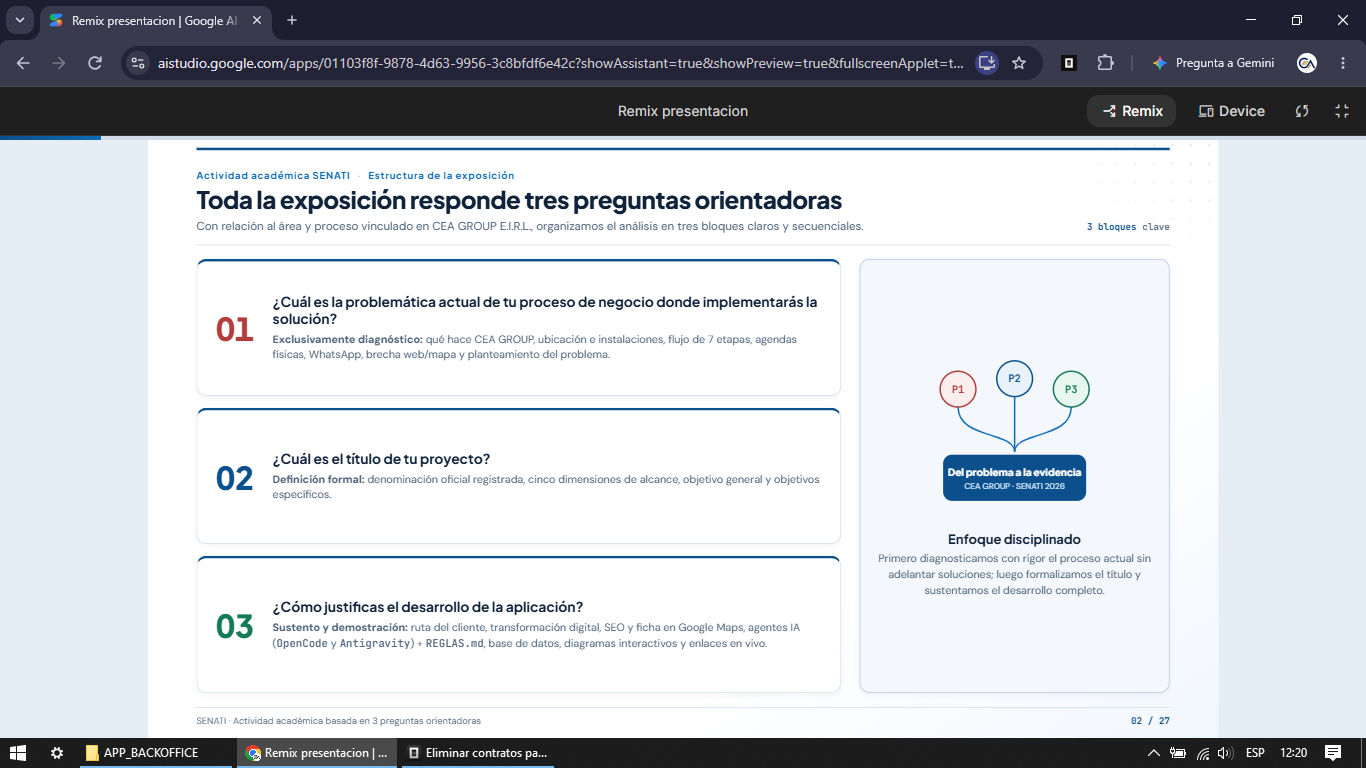 Remix presentacion | Google AI
aistudio.google.com/apps/01103f8f-9878-4d63-9956-3c8bfdf6e42c?showAssistant=true&showPreview=true&fullscreenApplet=t...
Pregunta a Gemini
Remix presentacion
Remix
Device
Actividad académica SENATI · Estructura de la exposición
Toda la exposición responde tres preguntas orientadoras
Con relación al área y proceso vinculado en CEA GROUP E.I.R.L., organizamos el análisis en tres bloques claros y secuenciales.
3 bloques clave
01
¿Cuál es la problemática actual de tu proceso de negocio donde implementarás la
solución?
Exclusivamente diagnóstico: qué hace CEA GROUP, ubicación e instalaciones, flujo de 7 etapas, agendas
físicas, WhatsApp, brecha web/mapa y planteamiento del problema.
02
¿Cuál es el título de tu proyecto?
Definición formal: denominación oficial registrada, cinco dimensiones de alcance, objetivo general y objetivos
específicos.
03
¿Cómo justificas el desarrollo de la aplicación?
Sustento y demostración: ruta del cliente, transformación digital, SEO y ficha en Google Maps, agentes IA
(OpenCode y Antigravity) + REGLAS.md, base de datos, diagramas interactivos y enlaces en vivo.
P1
P2
P3
Del problema a la evidencia
CEA GROUP · SENATI 2026
Enfoque disciplinado
Primero diagnosticamos con rigor el proceso actual sin
adelantar soluciones; luego formalizamos el título y
sustentamos el desarrollo completo.
SENATI · Actividad académica basada en 3 preguntas orientadoras
02 / 27
APP_BACKOFFICE
Remix presentacion | ...
Eliminar contratos pa...
ESP
12:20